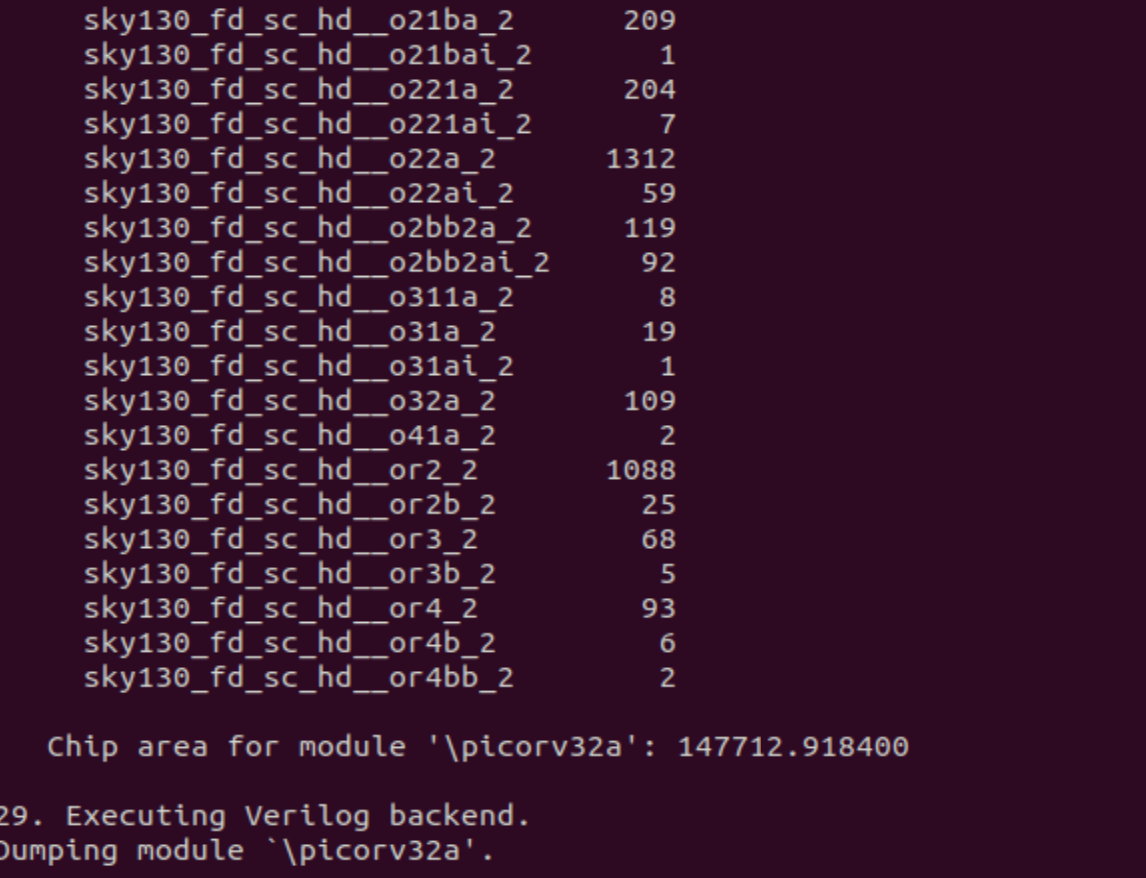 sky130_fd_sc_hd__o21ba_2 209
sky130_fd_sc_hd__o21bai_2 1
sky130_fd_sc_hd__o221a_2 204
sky130_fd_sc_hd__o221ai_2 7
sky130_fd_sc_hd__o22a_2 1312
sky130_fd_sc_hd__o22ai_2 59
sky130_fd_sc_hd__o2bb2a_2 119
sky130_fd_sc_hd__o2bb2ai_2 92
sky130_fd_sc_hd__o311a_2 8
sky130_fd_sc_hd__o31a_2 19
sky130_fd_sc_hd__o31ai_2 1
sky130_fd_sc_hd__o32a_2 109
sky130_fd_sc_hd__o41a_2 2
sky130_fd_sc_hd__or2_2 1088
sky130_fd_sc_hd__or2b_2 25
sky130_fd_sc_hd__or3_2 68
sky130_fd_sc_hd__or3b_2 5
sky130_fd_sc_hd__or4_2 93
sky130_fd_sc_hd__or4b_2 6
sky130_fd_sc_hd__or4bb_2 2
Chip area for module '\picorv32a': 147712.918400
29. Executing Verilog backend.
Dumping module `\picorv32a'.